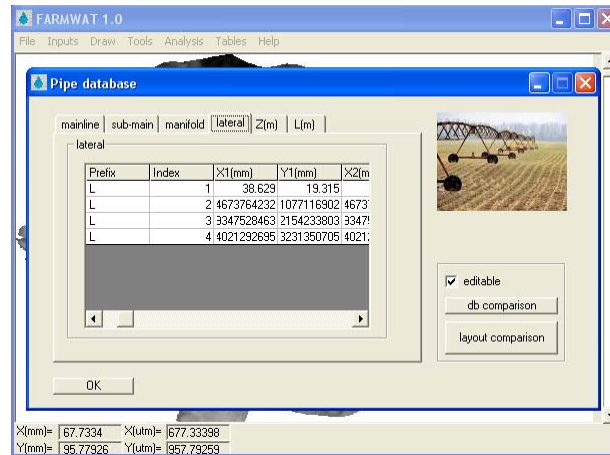 FARMWAT 1.0
File Inputs Draw Tools Analysis Tables Help
Pipe database
mainline sub-main manifold lateral Z(m) L(m)
lateral
Prefix Index X1(mm) Y1(mm) X2(m
L 1 38.629 19.315
L 2 4673764232 1077116902 4673
L 3 9347528463 2154233803 9347
L 4 4021292695 3231350705 4021
editable
db comparison
layout comparison
OK
X(mm)= 67.7334 X(utm)= 677.33398
Y(mm)= 95.77926 Y(utm)= 957.79259